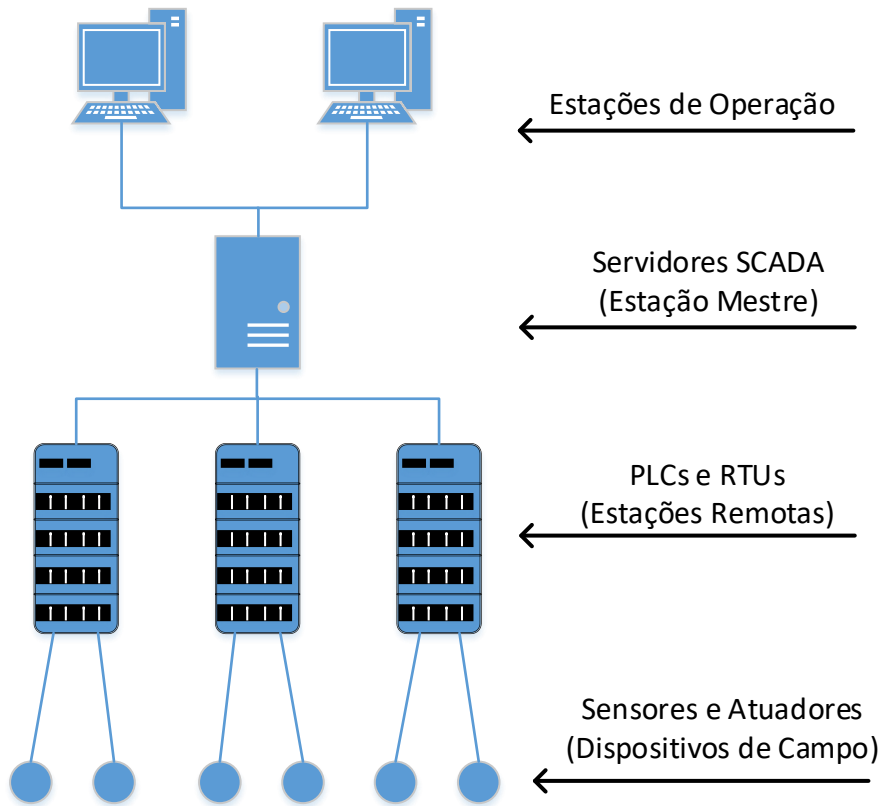 Estações de Operação
Servidores SCADA
(Estação Mestre)
PLCs e RTUs
(Estações Remotas)
Sensores e Atuadores
(Dispositivos de Campo)